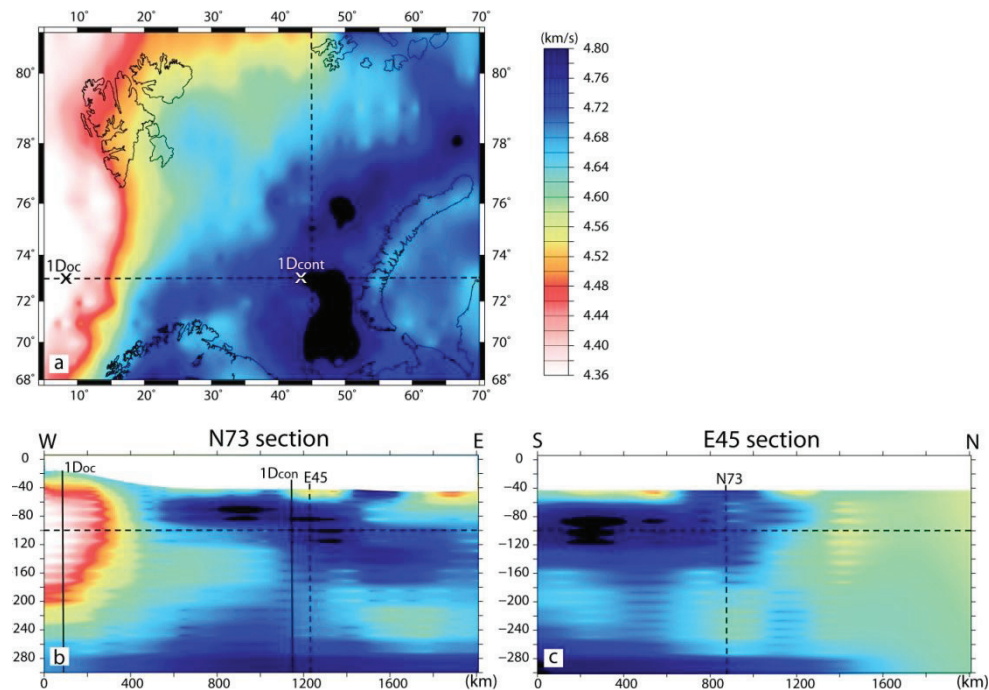 10° 20° 30° 40° 50° 60° 70°
(km/s)
80° 80°
78° 78°
76° 76°
74° 74°
1Doc 1Dcont
72° 72°
70° 70°
a
68° 68°
10° 20° 30° 40° 50° 60° 70°
4.80
4.76
4.72
4.68
4.64
4.60
4.56
4.52
4.48
4.44
4.40
4.36
W N73 section E
1Doc 1Dcon E45
0
−40
−80
120
160
200
240
−280
b
0 400 800 1200 1600 (km)
S E45 section N
N73
0
−40
−80
−120
−160
−200
−240
−280
c
0 400 800 1200 1600 (km)